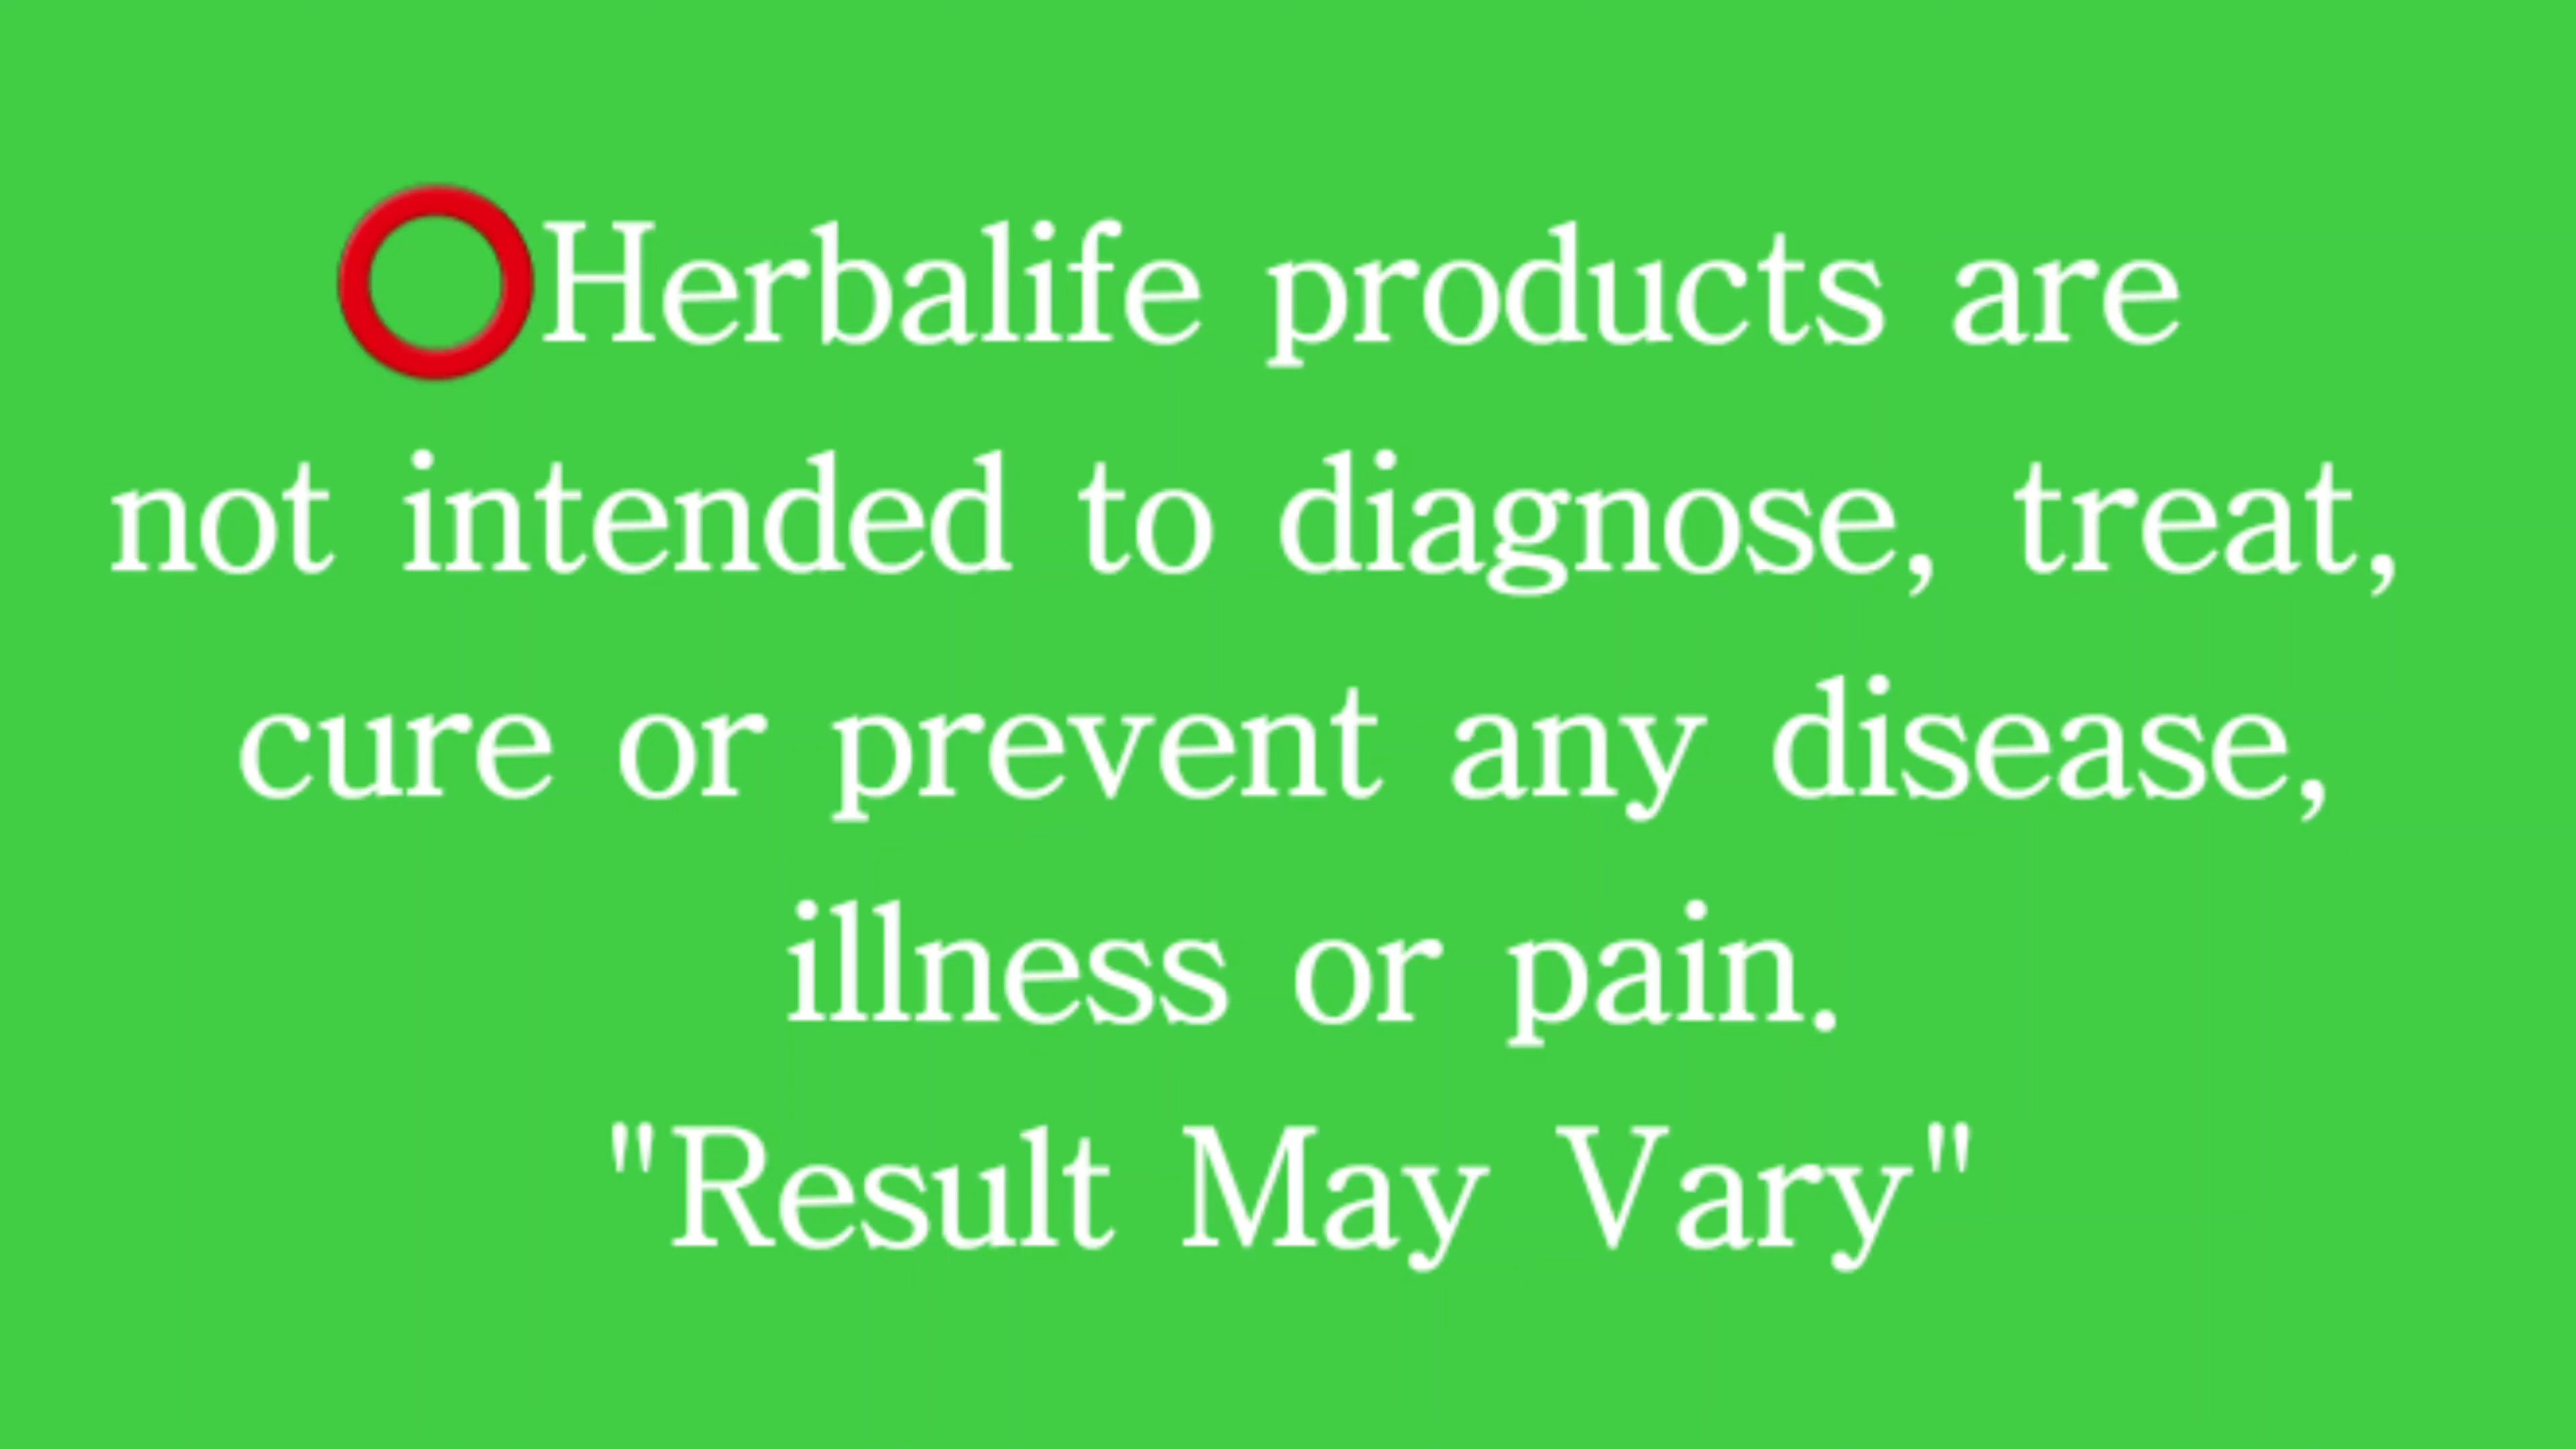 ⭕Herbalife products are
not intended to diagnose, treat,
cure or prevent any disease,
illness or pain.
"Result May Vary"